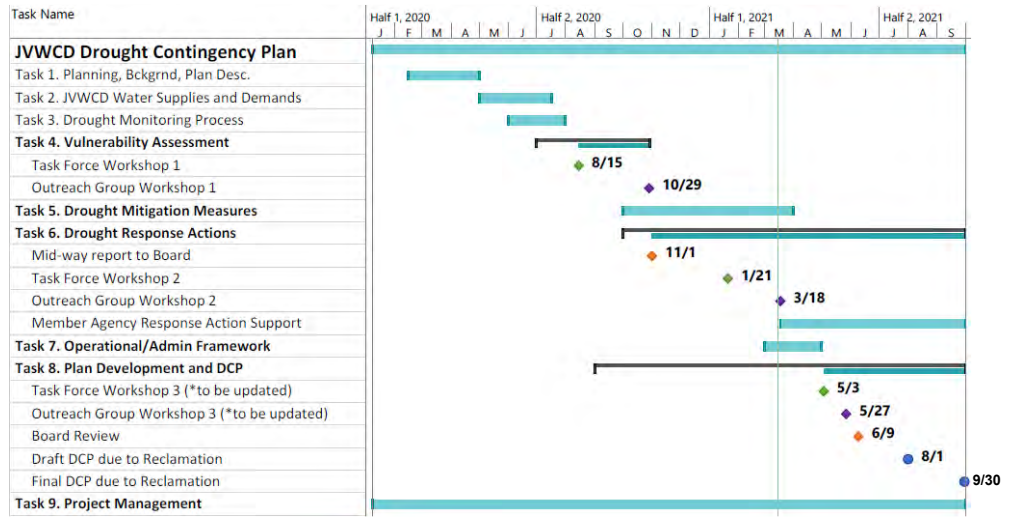 Task Name
Half 1, 2020 Half 2, 2020 Half 1, 2021 Half 2, 2021
J F M A M J J A S O N D J F M A M J J A S
JVWCD Drought Contingency Plan
Task 1. Planning, Bckgrnd, Plan Desc.
Task 2. JVWCD Water Supplies and Demands
Task 3. Drought Monitoring Process
Task 4. Vulnerability Assessment
Task Force Workshop 1 8/15
Outreach Group Workshop 1 10/29
Task 5. Drought Mitigation Measures
Task 6. Drought Response Actions
Mid-way report to Board 11/1
Task Force Workshop 2 1/21
Outreach Group Workshop 2 3/18
Member Agency Response Action Support
Task 7. Operational/Admin Framework
Task 8. Plan Development and DCP
Task Force Workshop 3 (*to be updated) 5/3
Outreach Group Workshop 3 (*to be updated) 5/27
Board Review 6/9
Draft DCP due to Reclamation 8/1
Final DCP due to Reclamation 9/30
Task 9. Project Management